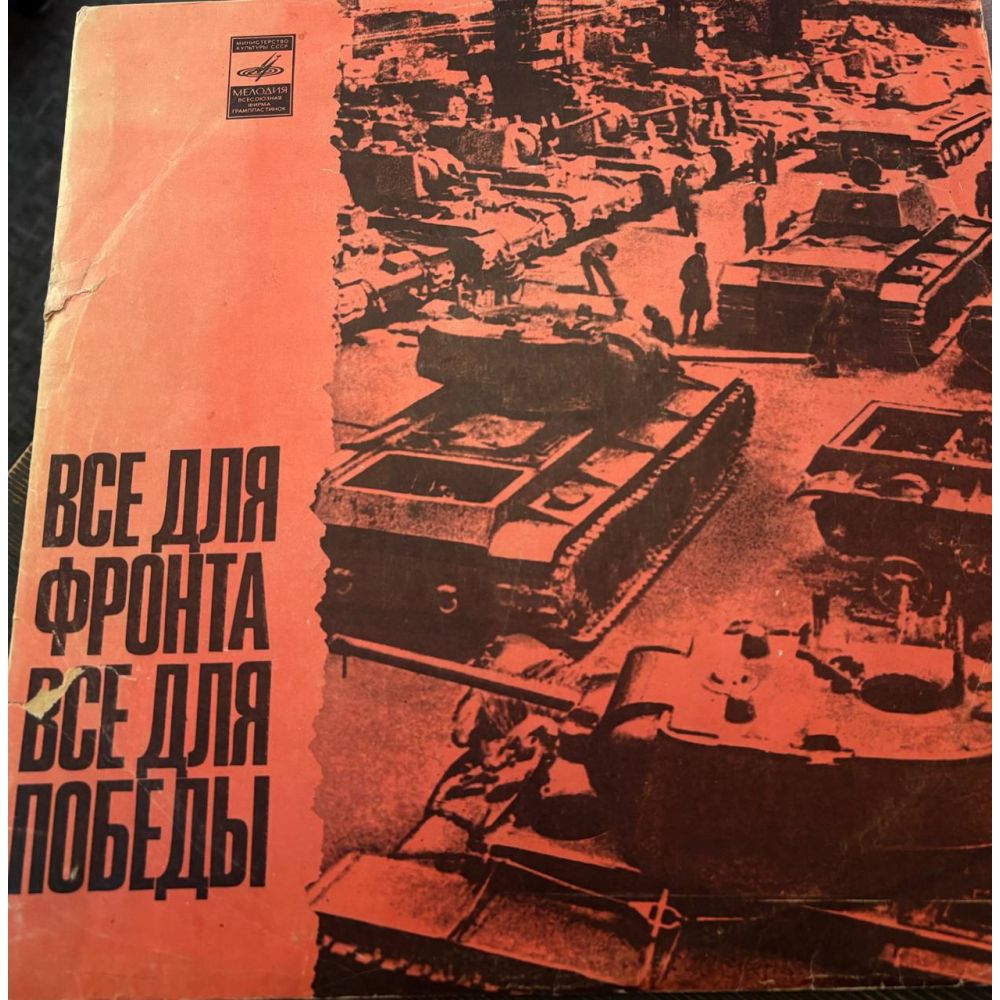 МИНИСТЕРСТВО
КУЛЬТУРЫ СССР
МЕЛОДИЯ
ВСЕСОЮЗНАЯ
ФИРМА
ГРАМПЛАСТИНОК
ВСЕ ДЛЯ
ФРОНТА
ВСЕ ДЛЯ
ПОБЕДЫ